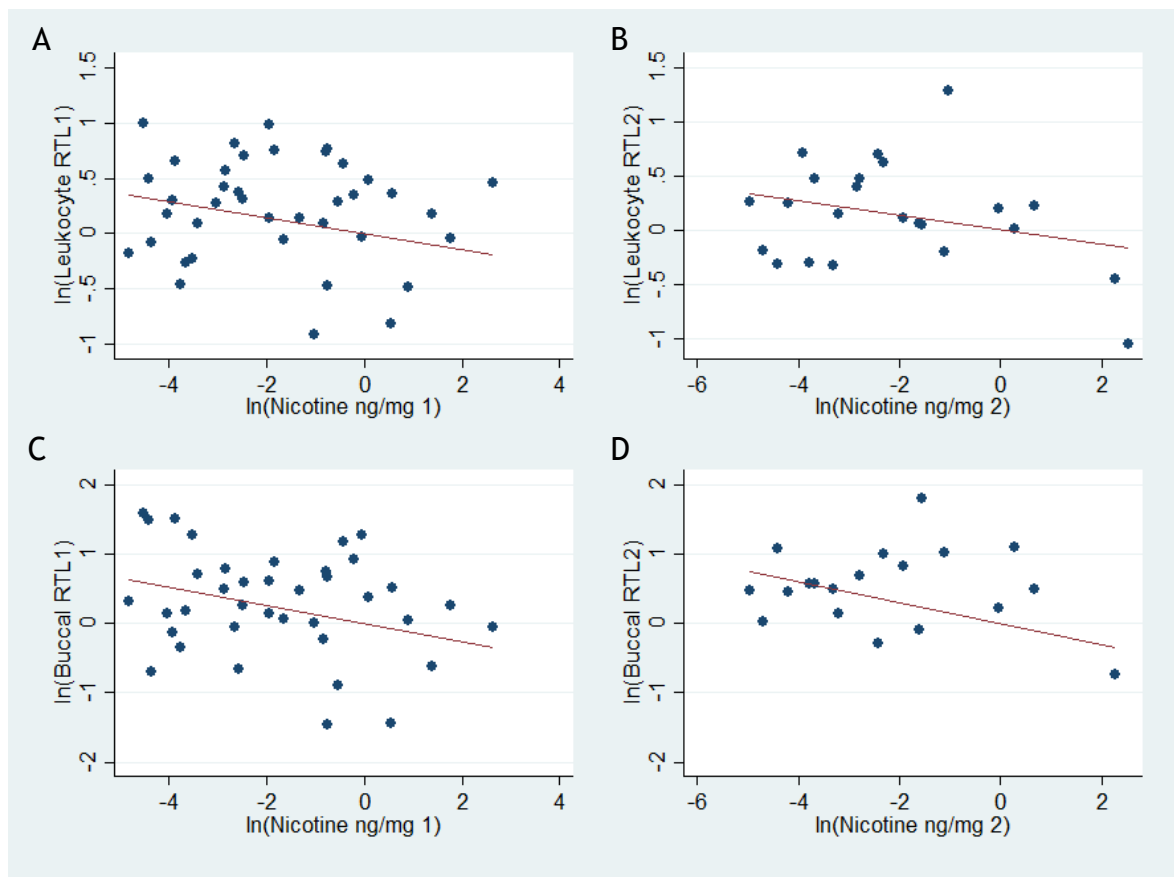 A
ln(Leukocyte RTL1)
1.5
1
.5
0
-.5
-1
-4 -2 0 2 4
ln(Nicotine ng/mg 1)
B
ln(Leukocyte RTL2)
1.5
1
.5
0
-.5
-1
-6 -4 -2 0 2
ln(Nicotine ng/mg 2)
C
ln(Buccal RTL1)
2
1
0
-1
-2
-4 -2 0 2 4
ln(Nicotine ng/mg 1)
D
ln(Buccal RTL2)
2
1
0
-1
-2
-6 -4 -2 0 2
ln(Nicotine ng/mg 2)